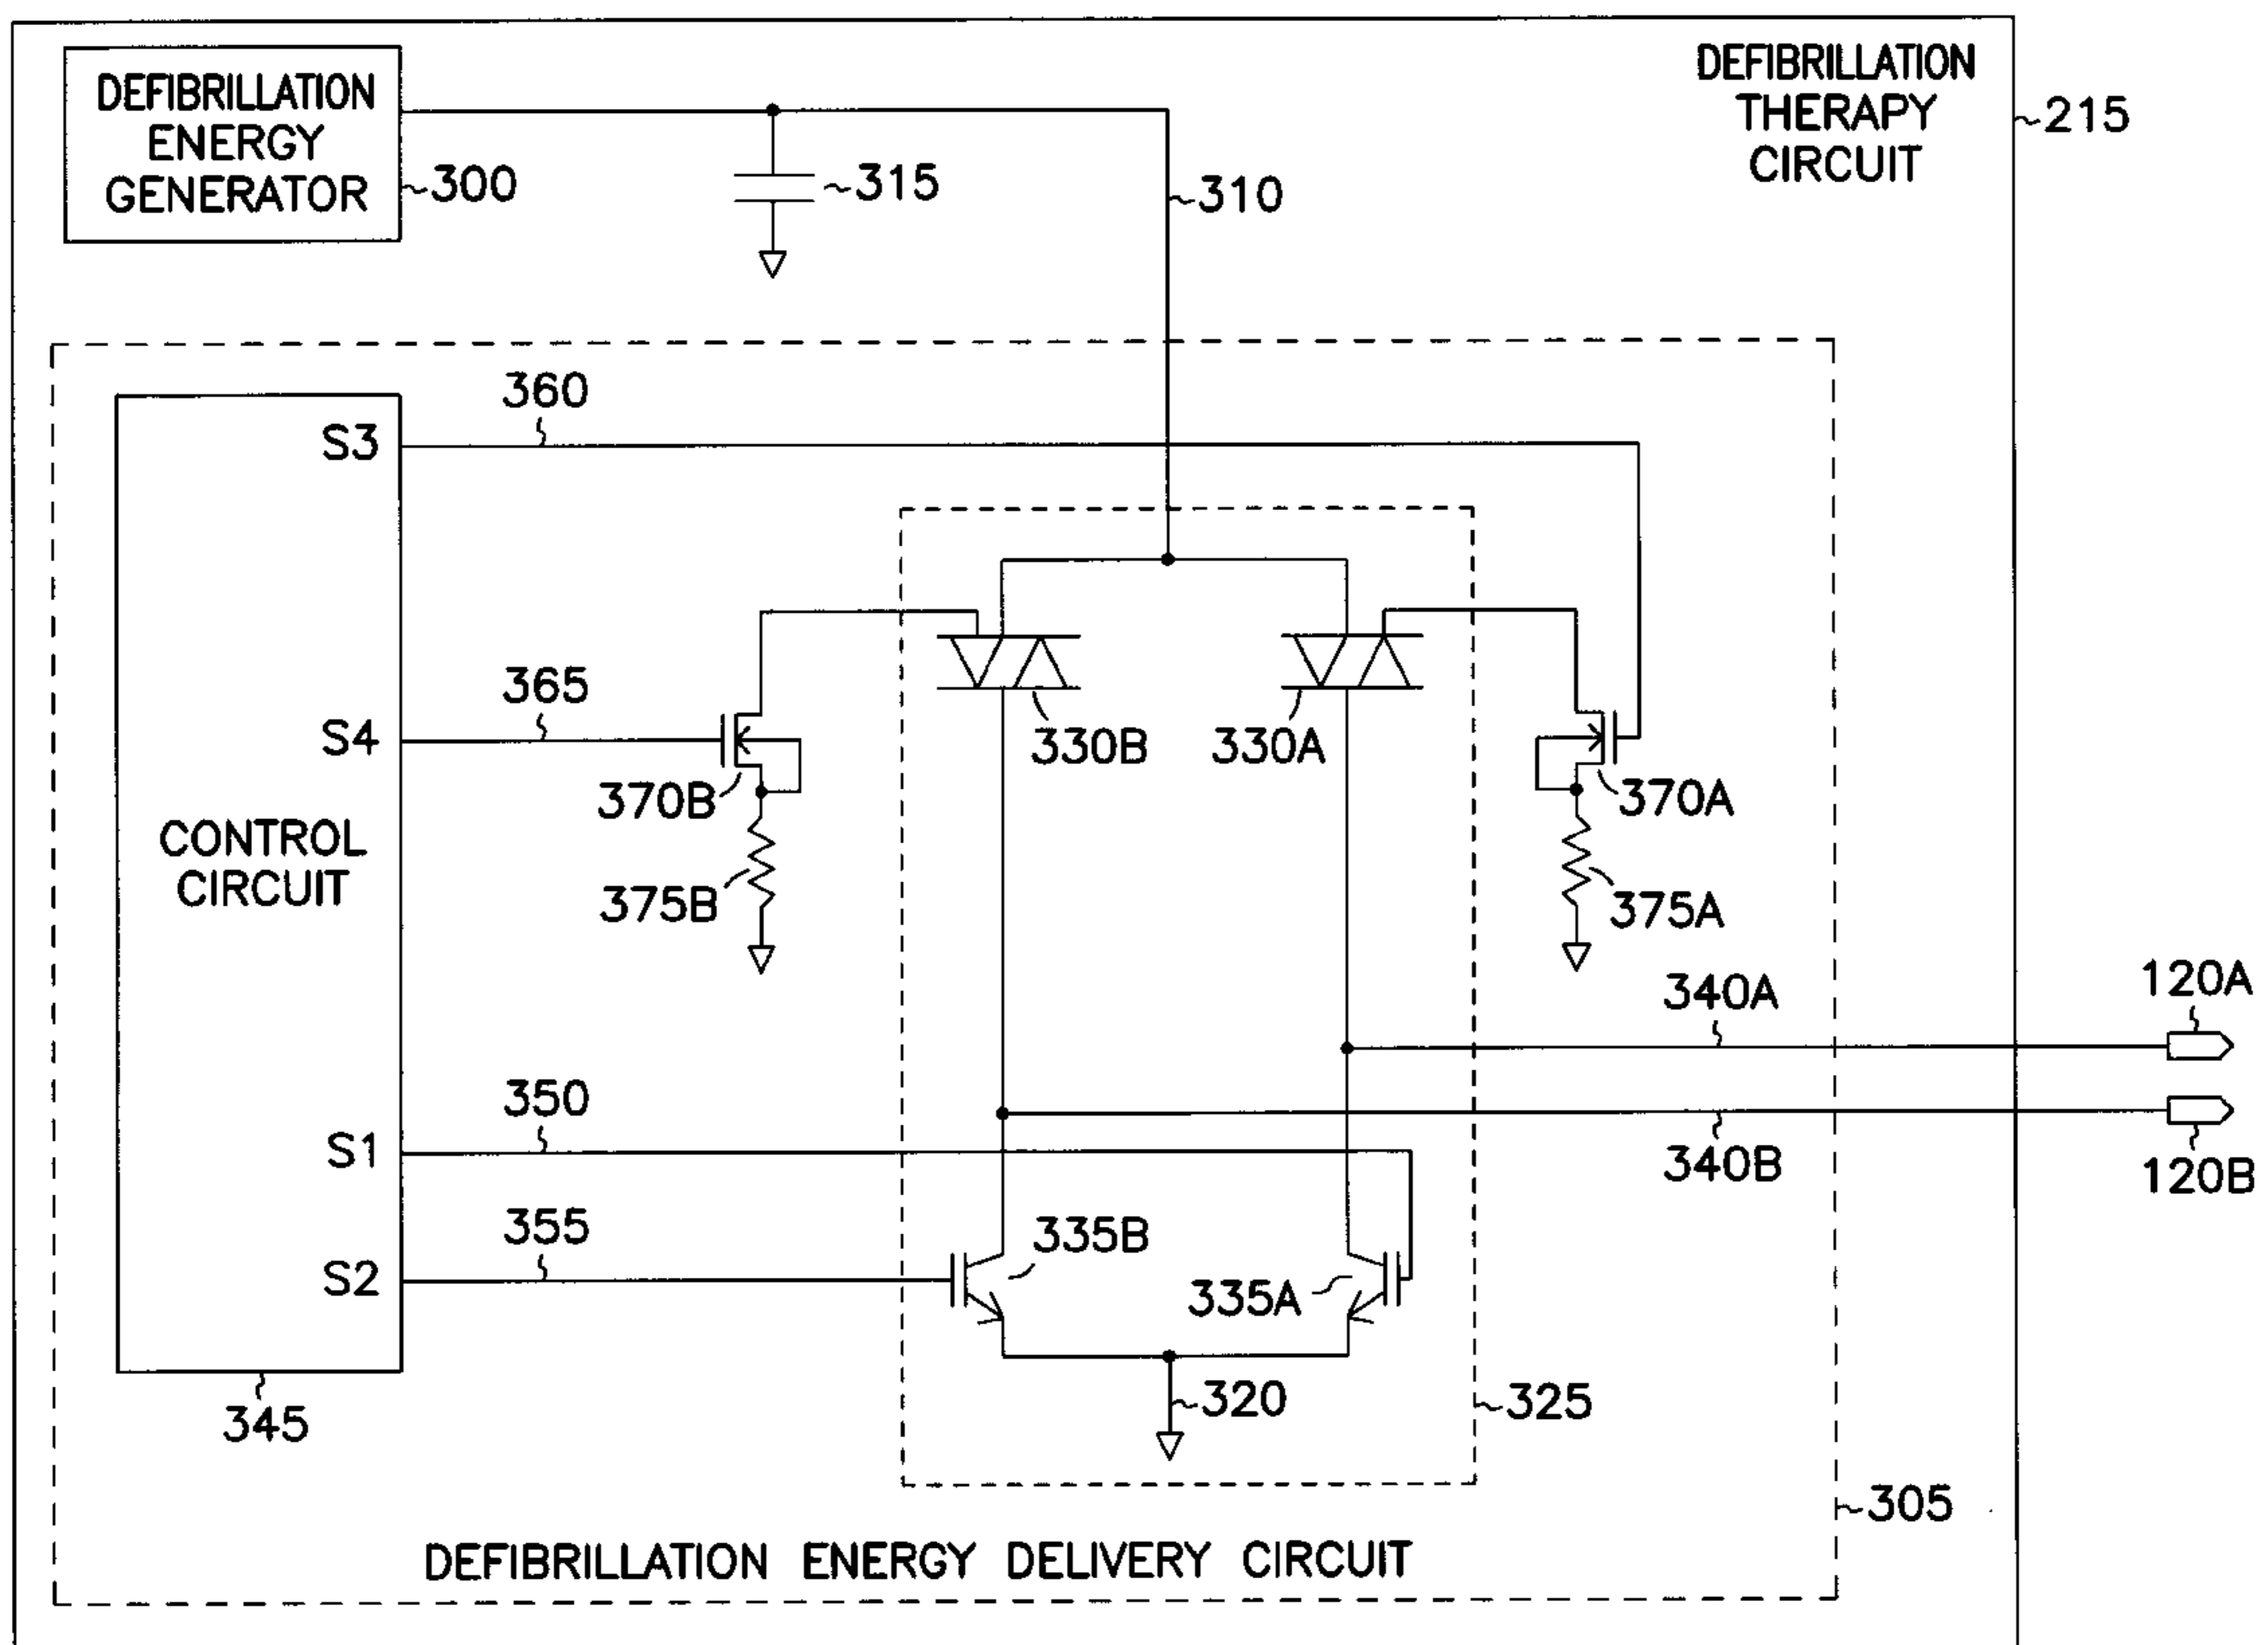 DEFIBRILLATION
ENERGY
GENERATOR
300
315
310
DEFIBRILLATION
THERAPY
CIRCUIT
215
360
S3
365
S4
330B
330A
370B
370A
CONTROL
CIRCUIT
375B
375A
340A
120A
350
S1
340B
120B
355
S2
335B
335A
345
320
325
305
DEFIBRILLATION ENERGY DELIVERY CIRCUIT